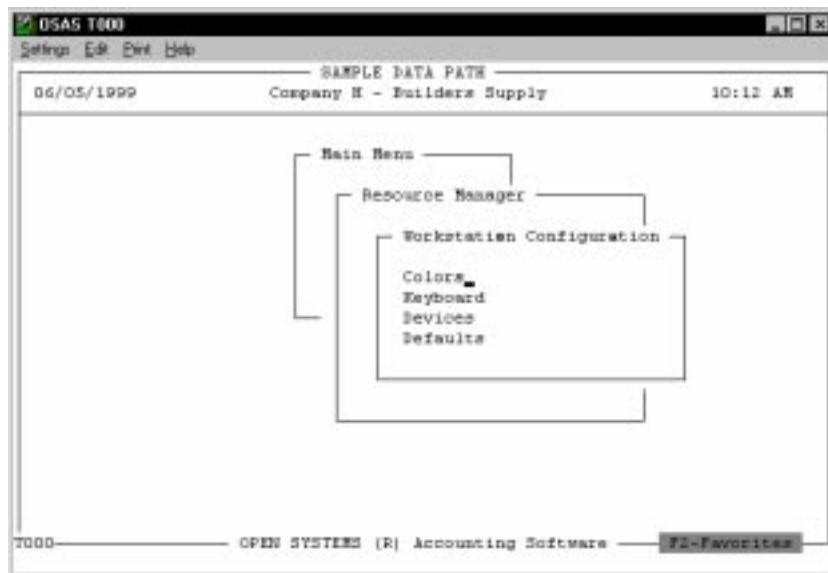 OSAS T000
Settings Edit Print Help
SAMPLE DATA PATH
06/05/1999 Company H - Builders Supply 10:12 AM
Main Menu
Resource Manager
Workstation Configuration
Colors
Keyboard
Devices
Defaults
T000 OPEN SYSTEMS (R) Accounting Software F2-Favorites